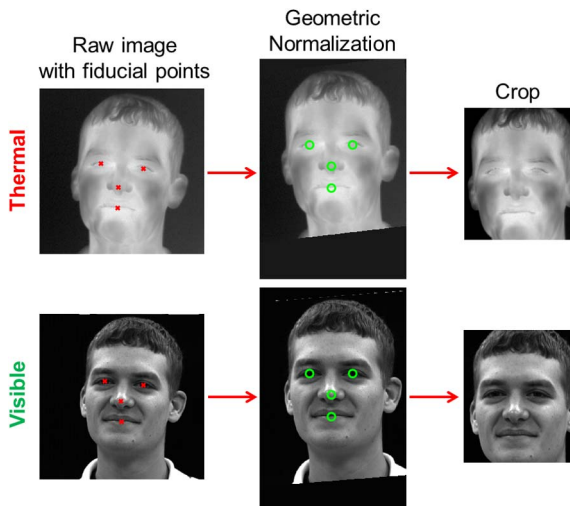 Raw image
with fiducial points
Geometric
Normalization
Crop
Thermal
Visible